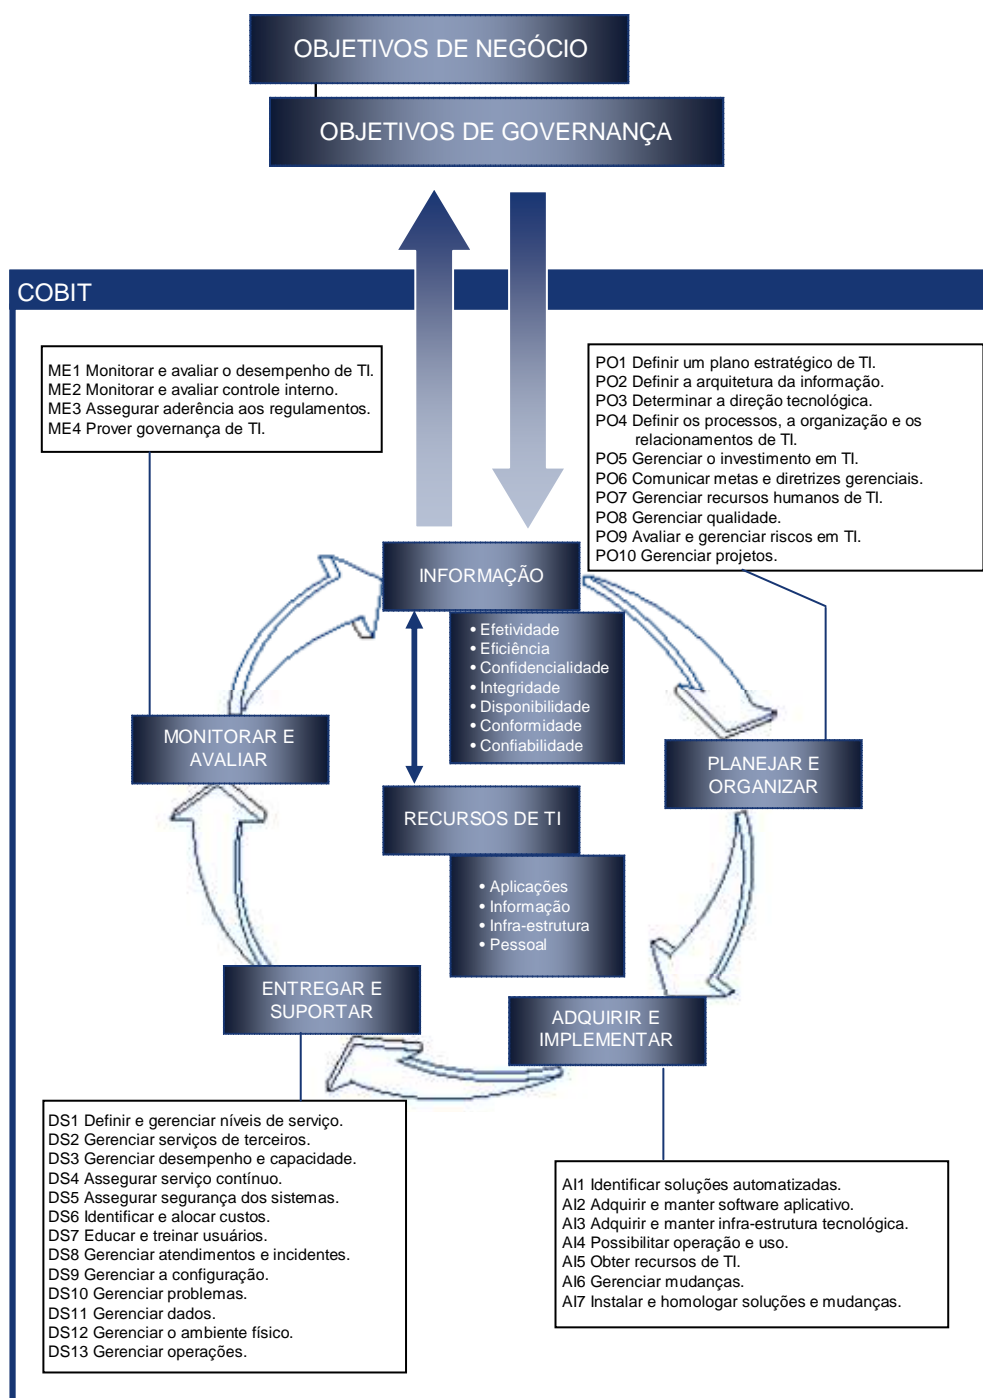 OBJETIVOS DE NEGÓCIO
OBJETIVOS DE GOVERNANÇA
COBIT
ME1 Monitorar e avaliar o desempenho de TI.
ME2 Monitorar e avaliar controle interno.
ME3 Assegurar aderência aos regulamentos.
ME4 Prover governança de TI.
PO1 Definir um plano estratégico de TI.
PO2 Definir a arquitetura da informação.
PO3 Determinar a direção tecnológica.
PO4 Definir os processos, a organização e os
relacionamentos de TI.
PO5 Gerenciar o investimento em TI.
PO6 Comunicar metas e diretrizes gerenciais.
PO7 Gerenciar recursos humanos de TI.
PO8 Gerenciar qualidade.
PO9 Avaliar e gerenciar riscos em TI.
PO10 Gerenciar projetos.
INFORMAÇÃO
• Efetividade
• Eficiência
• Confidencialidade
• Integridade
• Disponibilidade
• Conformidade
• Confiabilidade
MONITORAR E
AVALIAR
PLANEJAR E
ORGANIZAR
RECURSOS DE TI
• Aplicações
• Informação
• Infra-estrutura
• Pessoal
ENTREGAR E
SUPORTAR
ADQUIRIR E
IMPLEMENTAR
DS1 Definir e gerenciar níveis de serviço.
DS2 Gerenciar serviços de terceiros.
DS3 Gerenciar desempenho e capacidade.
DS4 Assegurar serviço contínuo.
DS5 Assegurar segurança dos sistemas.
DS6 Identificar e alocar custos.
DS7 Educar e treinar usuários.
DS8 Gerenciar atendimentos e incidentes.
DS9 Gerenciar a configuração.
DS10 Gerenciar problemas.
DS11 Gerenciar dados.
DS12 Gerenciar o ambiente físico.
DS13 Gerenciar operações.
AI1 Identificar soluções automatizadas.
AI2 Adquirir e manter software aplicativo.
AI3 Adquirir e manter infra-estrutura tecnológica.
AI4 Possibilitar operação e uso.
AI5 Obter recursos de TI.
AI6 Gerenciar mudanças.
AI7 Instalar e homologar soluções e mudanças.